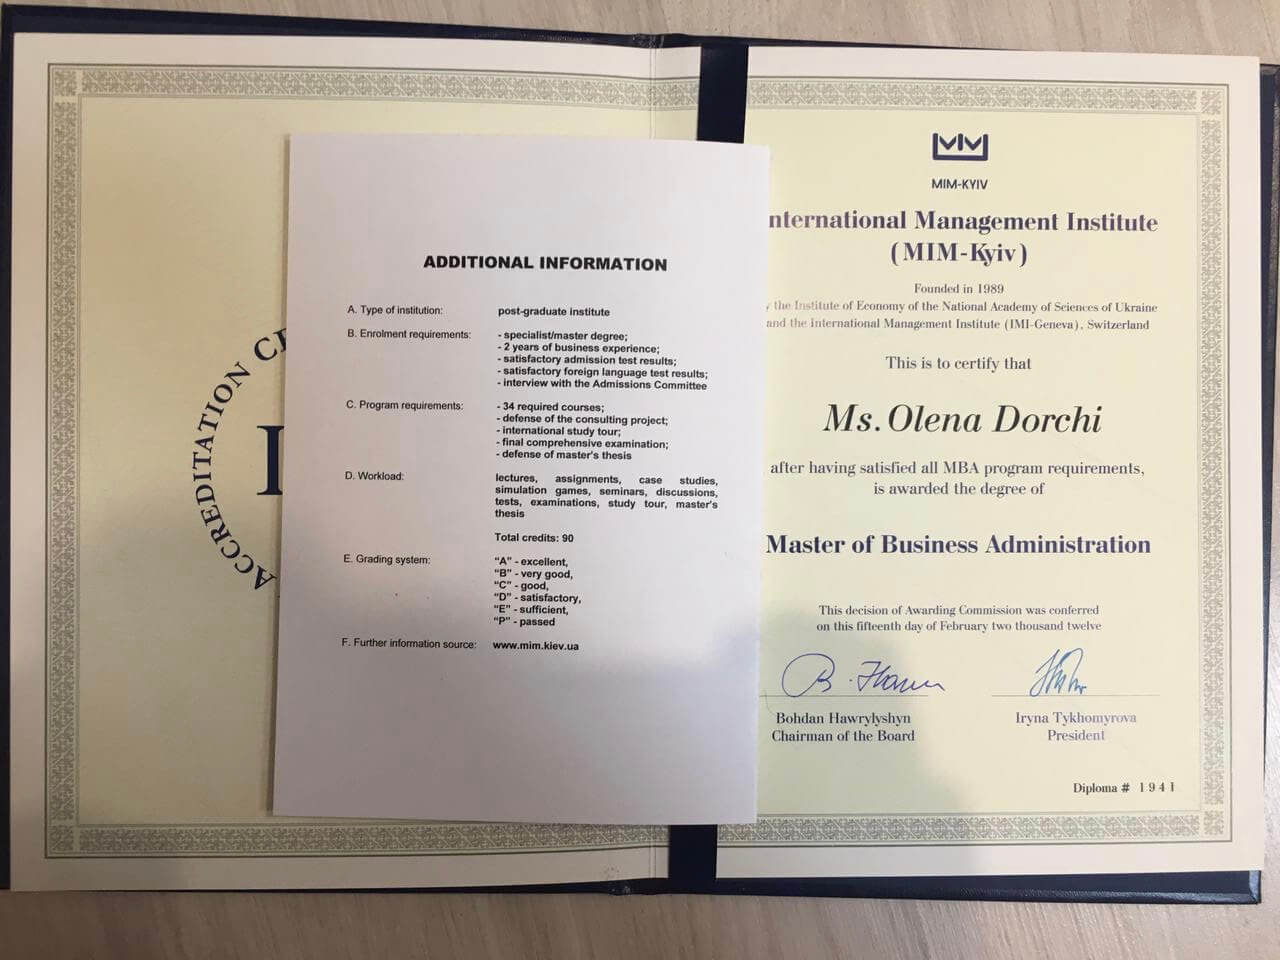 ACCREDITATION
ADDITIONAL INFORMATION
A. Type of institution: post-graduate institute
B. Enrolment requirements: - specialist/master degree;
- 2 years of business experience;
- satisfactory admission test results;
- satisfactory foreign language test results;
- interview with the Admissions Committee
C. Program requirements: - 34 required courses;
- defense of the consulting project;
- international study tour;
- final comprehensive examination;
- defense of master's thesis
D. Workload: lectures, assignments, case studies,
simulation games, seminars, discussions,
tests, examinations, study tour, master's
thesis
Total credits: 90
E. Grading system: "A" - excellent,
"B" - very good,
"C" - good,
"D" - satisfactory,
"E" - sufficient,
"P" - passed
F. Further information source: www.mim.kiev.ua
MIM
MIM-KYIV
nternational Management Institute
(MIM-Kyiv)
Founded in 1989
the Institute of Economy of the National Academy of Sciences of Ukraine
and the International Management Institute (IMI-Geneva), Switzerland
This is to certify that
Ms. Olena Dorchi
after having satisfied all MBA program requirements,
is awarded the degree of
Master of Business Administration
This decision of Awarding Commission was conferred
on this fifteenth day of February two thousand twelve
Bohdan Hawrylyshyn
Chairman of the Board
Iryna Tykhomyrova
President
Diploma # 1941